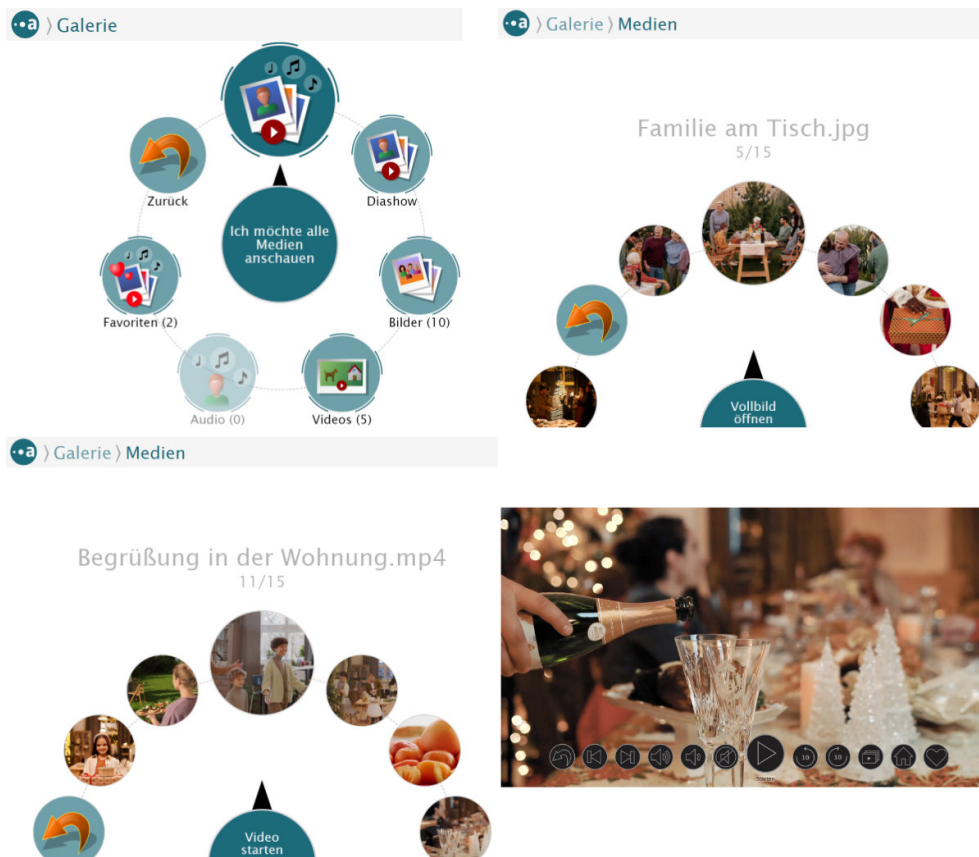 Galerie
Zurück
Diashow
Ich möchte alle
Medien
anschauen
Favoriten (2)
Bilder (10)
Audio (0)
Videos (5)
Galerie Medien
Familie am Tisch.jpg
5/15
Vollbild
öffnen
Galerie Medien
Begrüßung in der Wohnung.mp4
11/15
Video
starten
10
10
Starten